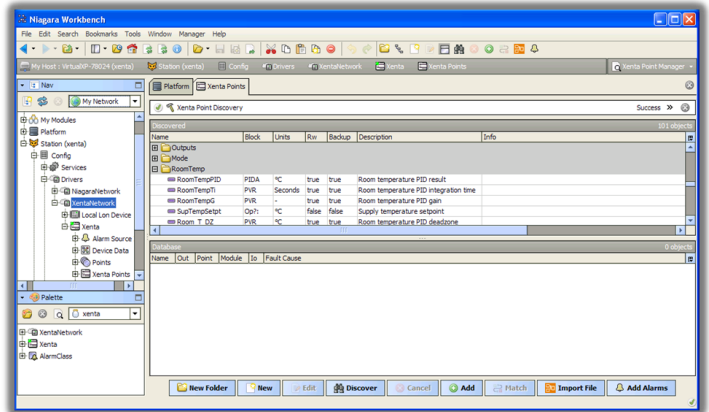 Niagara Workbench
File Edit Search Bookmarks Tools Window Manager Help
My Host : VirtualXP-78024 (xenta) Station (xenta) Config Drivers XentaNetwork Xenta Xenta Points Xenta Point Manager
Nav
My Network
My Modules
Platform
Station (xenta)
Config
Services
Drivers
NiagaraNetwork
XentaNetwork
Local Lon Device
Xenta
Alarm Source
Device Data
Points
Xenta Points
Palette
xenta
XentaNetwork
Xenta
AlarmClass
Platform Xenta Points
Xenta Point Discovery Success »
Discovered 101 objects
Name Block Units Rw Backup Description Info
Outputs
Mode
RoomTemp
RoomTempPID PIDA °C true true Room temperature PID result
RoomTempTi PVR Seconds true true Room temperature PID integration time
RoomTempG PVR - true true Room temperature PID gain
SupTempSetpt Op?: °C false false Supply temperature setpoint
Room_T_DZ PVR °C true true Room temperature PID deadzone
Database 0 objects
Name Out Point Module Io Fault Cause
New Folder New Edit Discover Cancel Add Match Import File Add Alarms